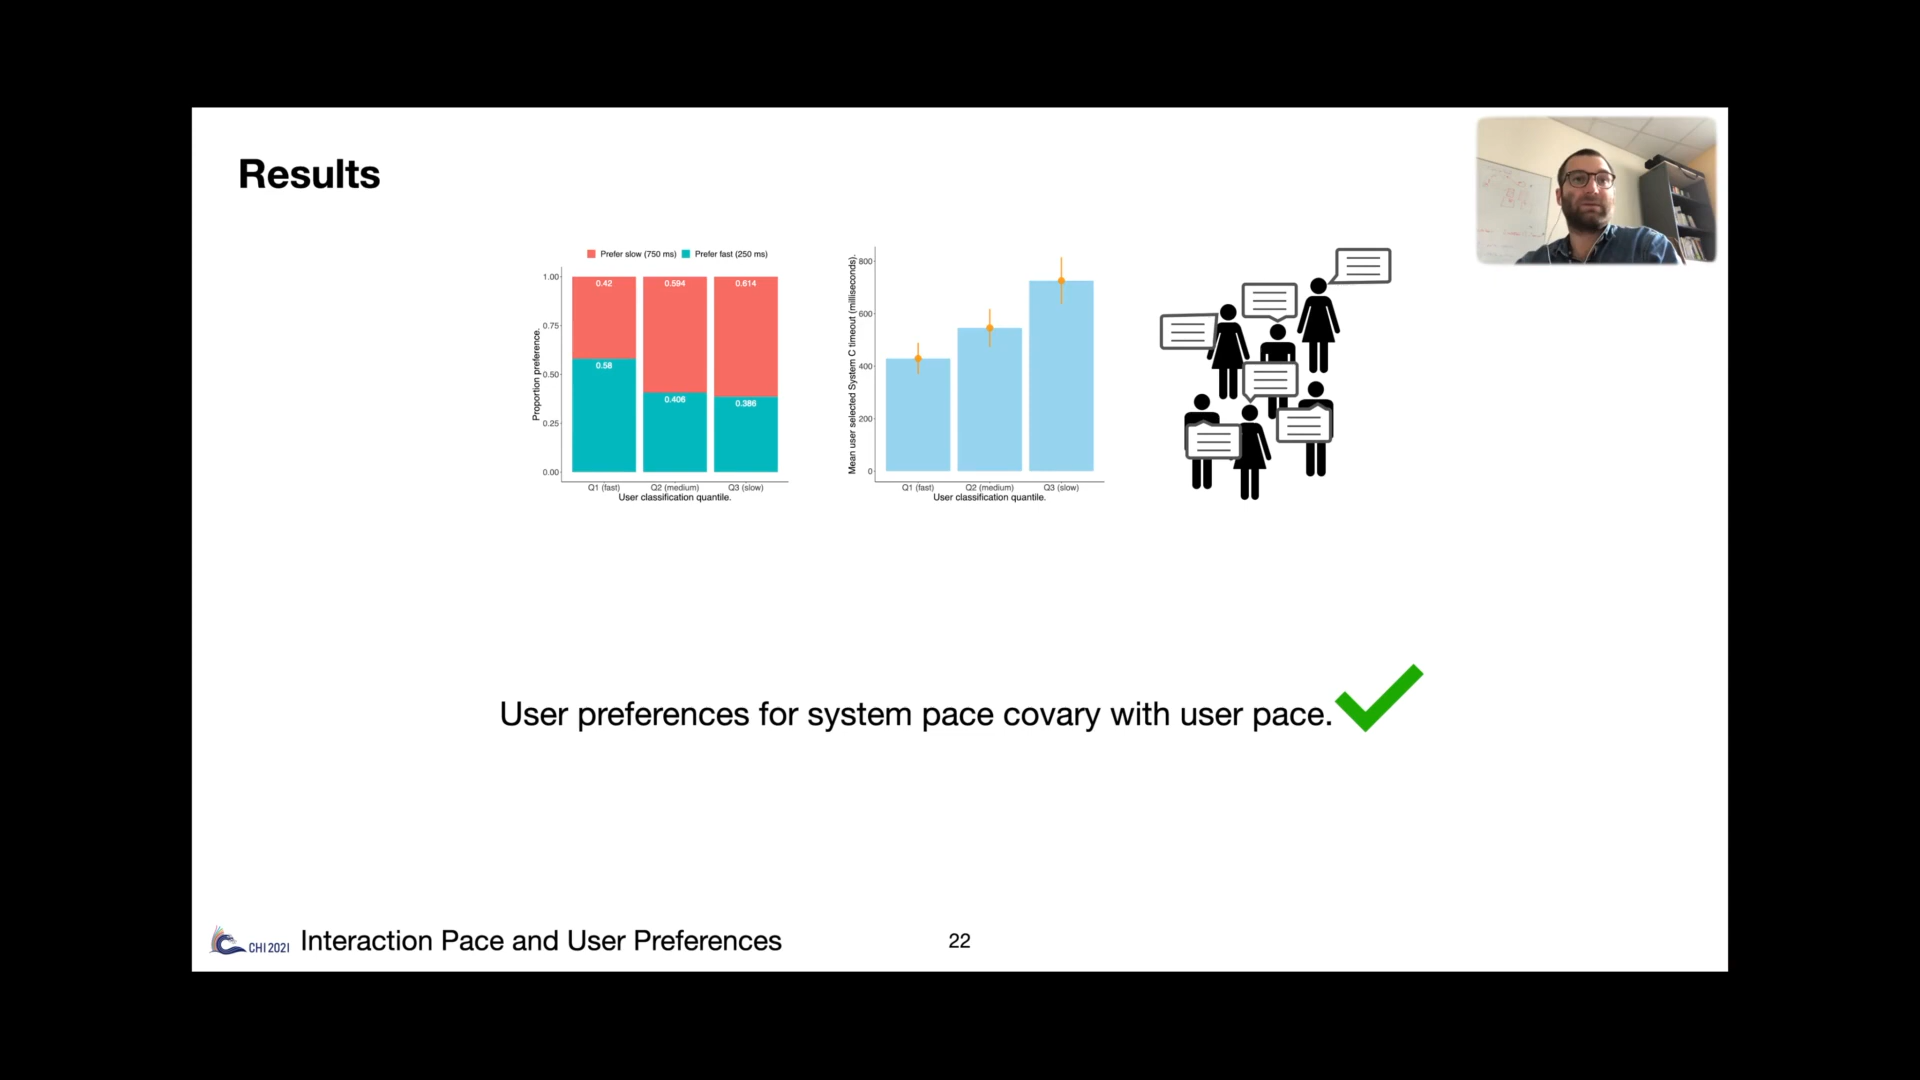 Results
Prefer slow (750 ms) Prefer fast (250 ms)
Proportion preference.
1.00
0.75
0.50
0.25
0.00
0.42
0.58
0.594
0.406
0.614
0.386
Q1 (fast) Q2 (medium) Q3 (slow)
User classification quantile.
Mean user selected System C timeout (milliseconds).
800
600
400
200
0
Q1 (fast) Q2 (medium) Q3 (slow)
User classification quantile.
User preferences for system pace covary with user pace.
CHI 2021 Interaction Pace and User Preferences 22